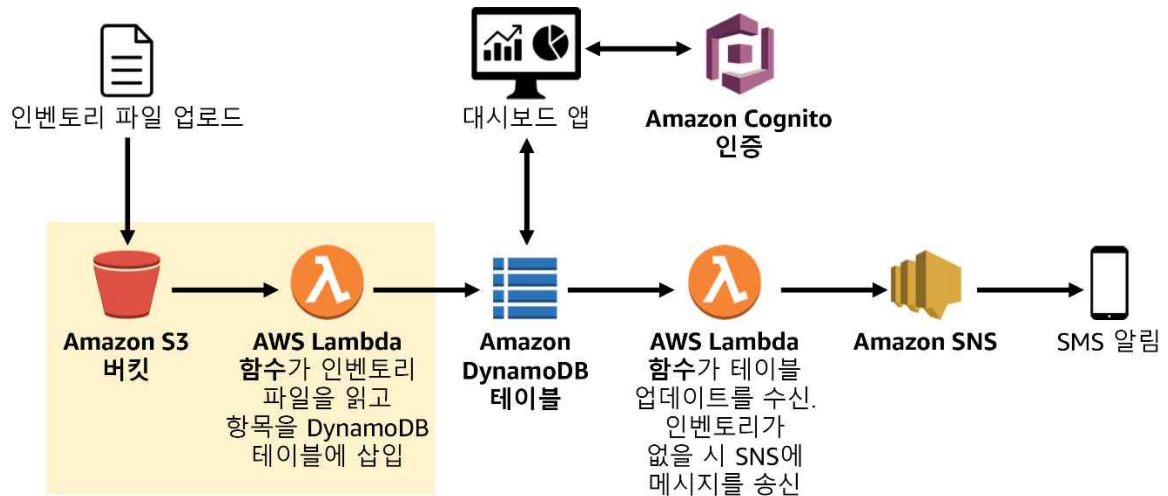 인벤토리 파일 업로드
대시보드 앱
Amazon Cognito
인증
Amazon S3
버킷
AWS Lambda
함수가 인벤토리
파일을 읽고
항목을 DynamoDB
테이블에 삽입
Amazon
DynamoDB
테이블
AWS Lambda
함수가 테이블
업데이트를 수신.
인벤토리가
없을 시 SNS에
메시지를 송신
Amazon SNS
SMS 알림